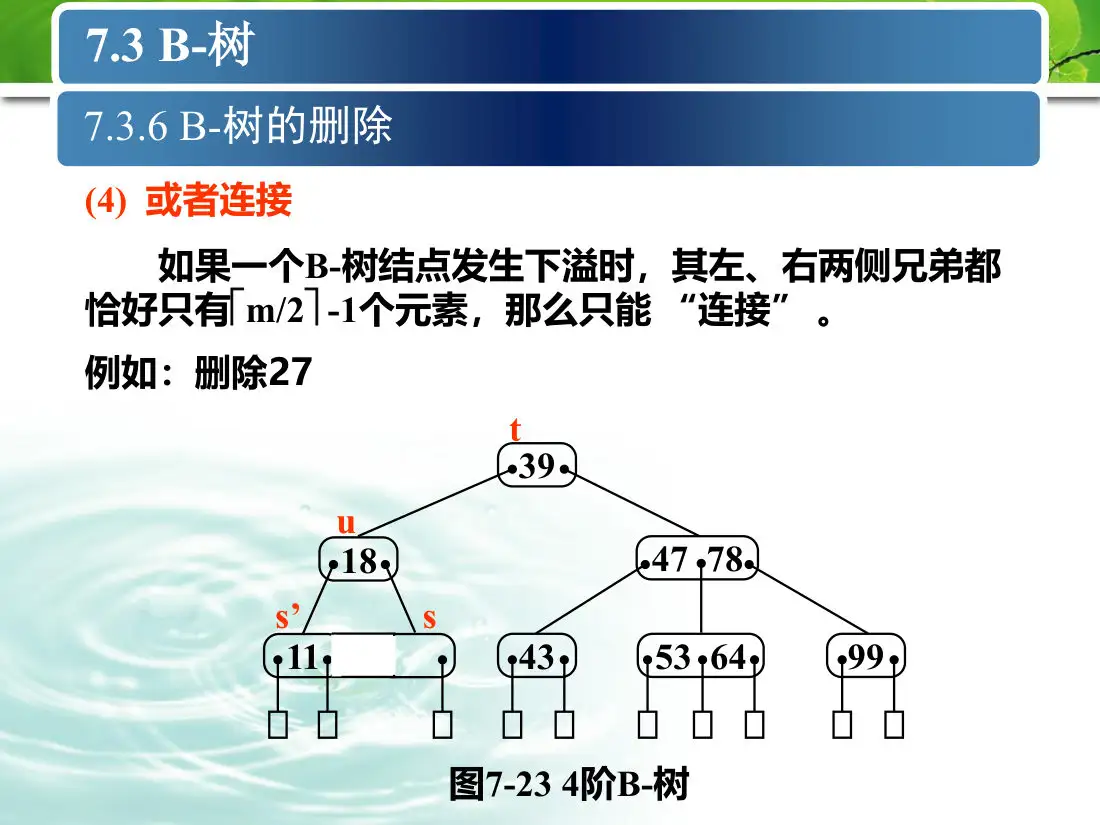 7.3 B-树
7.3.6 B-树的删除
(4) 或者连接
如果一个B-树结点发生下溢时，其左、右两侧兄弟都
恰好只有⌈m/2⌉-1个元素，那么只能 “连接” 。
例如：删除27
t
39
u
18
47 78
s’ s
11 43 53 64 99
图7-23 4阶B-树